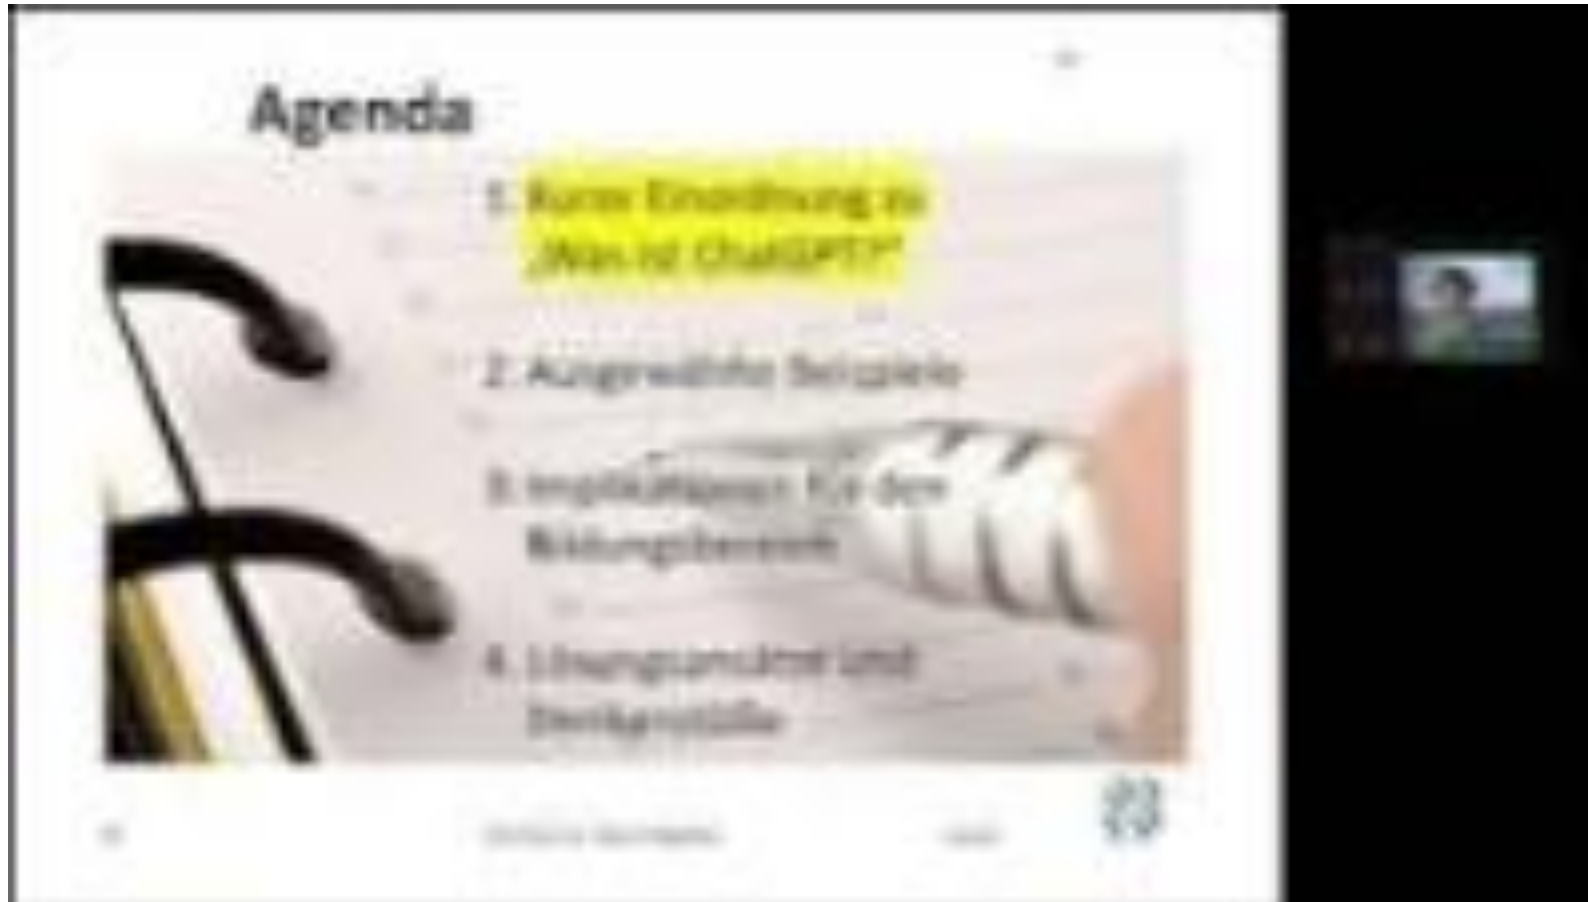 Agenda
1. Kurze Einordnung zu
„Was ist ChatGPT?“
2. Ausgewählte Beispiele
3. Implikationen für den
Bildungsbereich
4. Lösungsansätze und
Denkanstöße